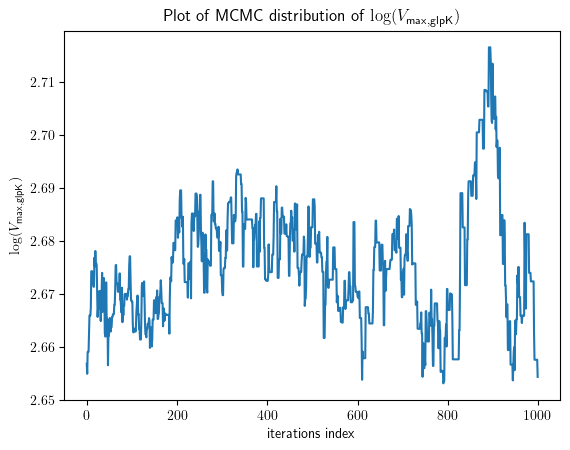 Plot of MCMC distribution of log(V_max,glpK)
log(V_max,glpK)
2.71
2.70
2.69
2.68
2.67
2.66
2.65
0 200 400 600 800 1000
iterations index